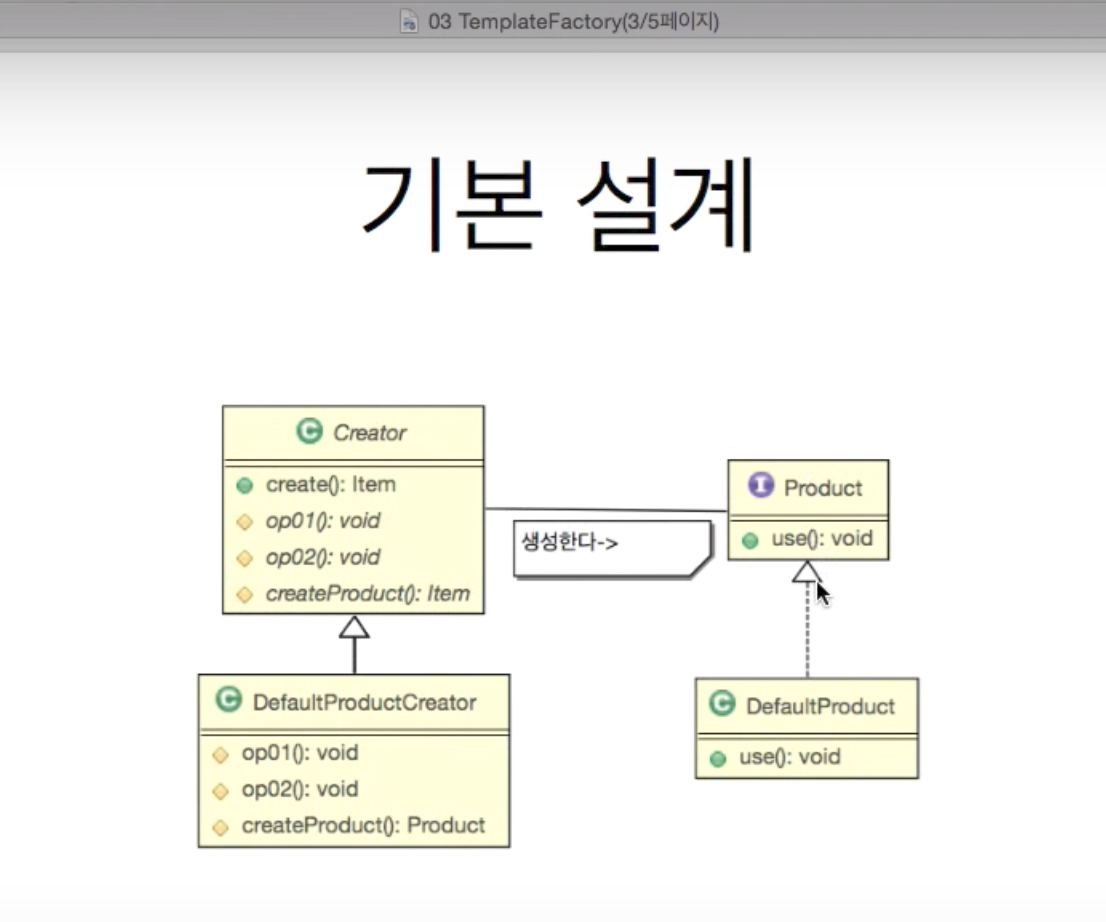 03 TemplateFactory(3/5페이지)
기본 설계
C Creator
create(): Item
op01(): void
op02(): void
createProduct(): Item
생성한다->
I Product
use(): void
C DefaultProductCreator
op01(): void
op02(): void
createProduct(): Product
C DefaultProduct
use(): void